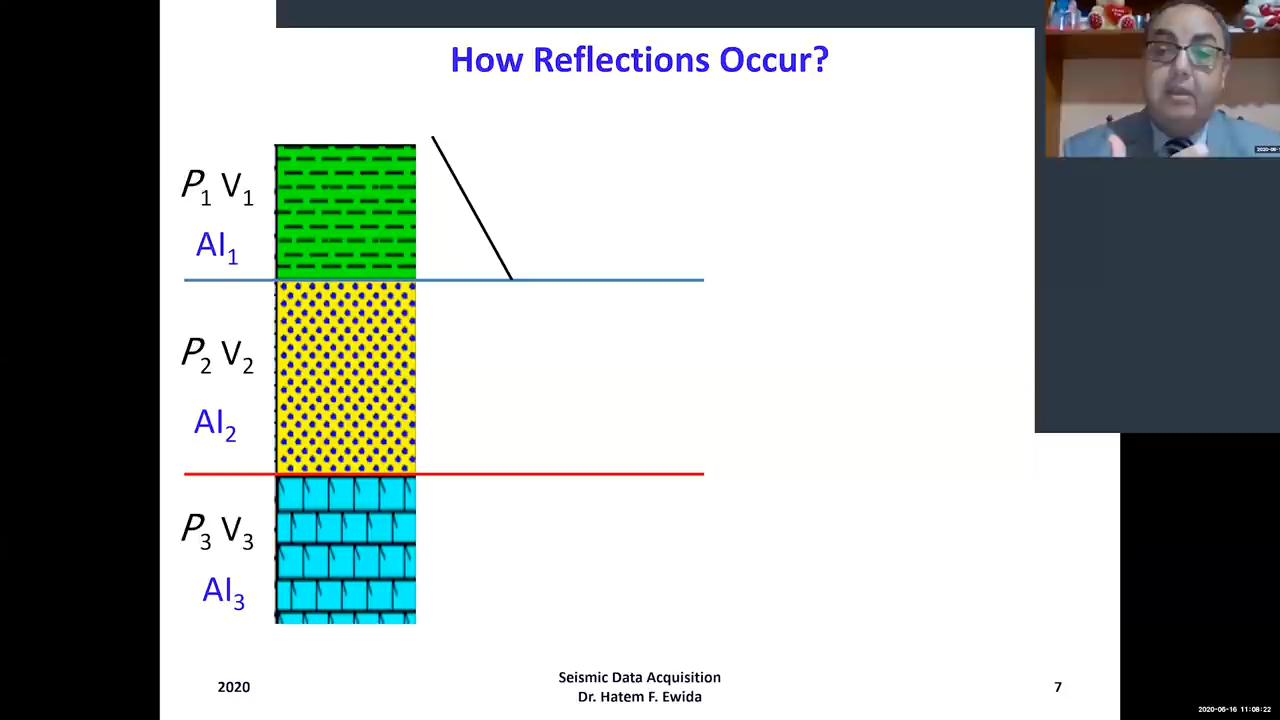 How Reflections Occur?
P1 V1
AI1
P2 V2
AI2
P3 V3
AI3
2020
Seismic Data Acquisition
Dr. Hatem F. Ewida
7
2020-06-16 11:08:22